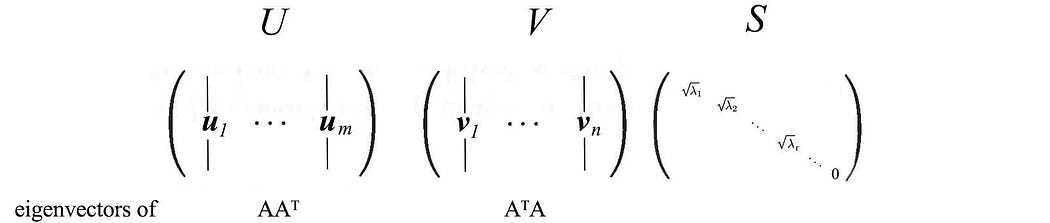 U V S
u1 ⋯ um v1 ⋯ vn √λ1 √λ2 ⋱ √λr ⋱ 0
eigenvectors of AAᵀ AᵀA